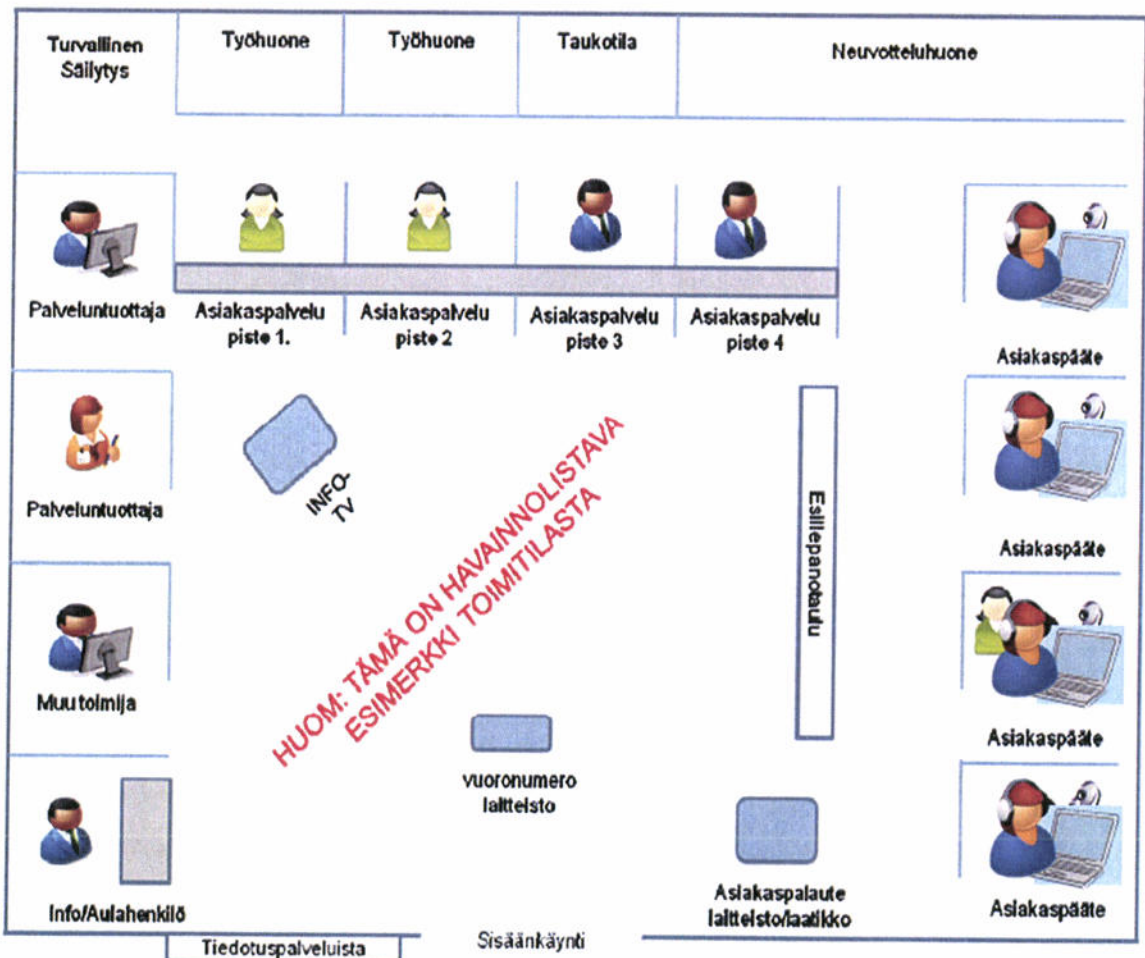 Turvallinen
Säilytys
Työhuone
Työhuone
Taukotila
Neuvotteluhuone
Palveluntuottaja
Asiakaspalvelu
piste 1.
Asiakaspalvelu
piste 2
Asiakaspalvelu
piste 3
Asiakaspalvelu
piste 4
Asiakaspääte
Palveluntuottaja
INFO-
TV
HUOM: TÄMÄ ON HAVAINNOLISTAVA
ESIMERKKI TOIMITILASTA
Esillepanotaulu
Asiakaspääte
Muu toimija
vuoronumero
laitteisto
Asiakaspääte
Info/Aulahenkilö
Asiakaspalaute
laitteisto/laatikko
Asiakaspääte
Tiedotuspalveluista
Sisäänkäynti